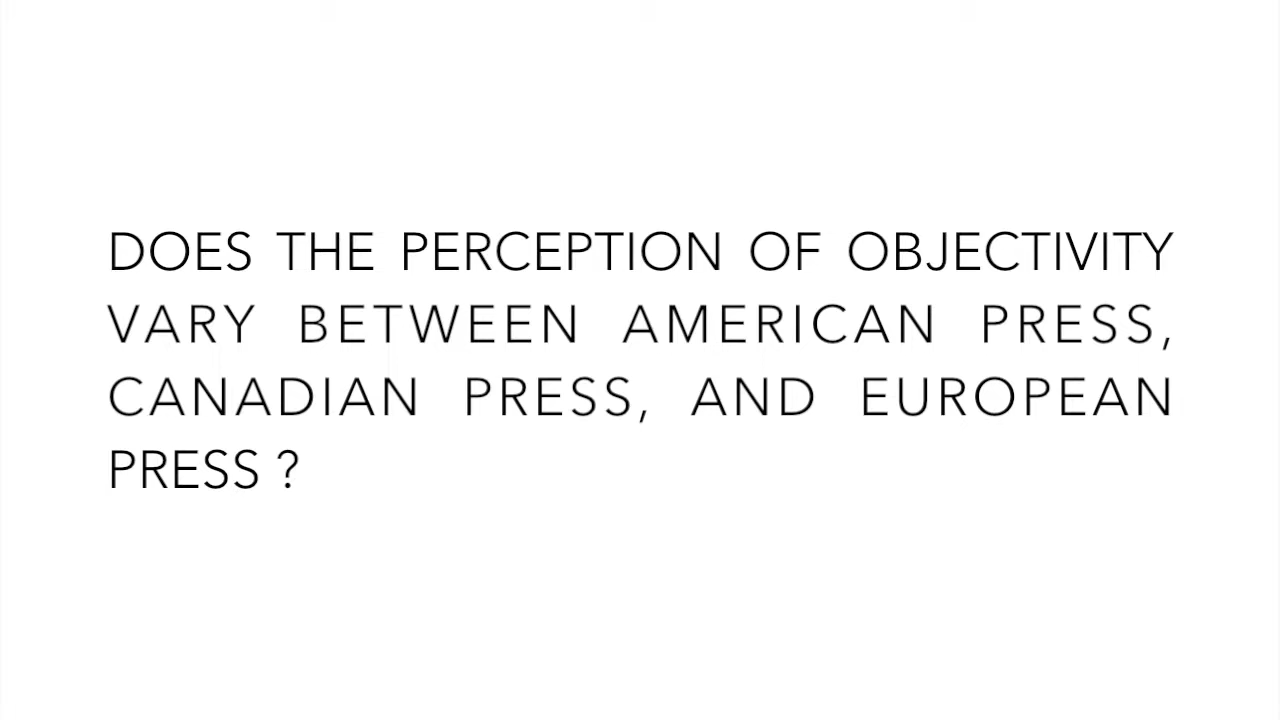 DOES THE PERCEPTION OF OBJECTIVITY
VARY BETWEEN AMERICAN PRESS,
CANADIAN PRESS, AND EUROPEAN
PRESS ?